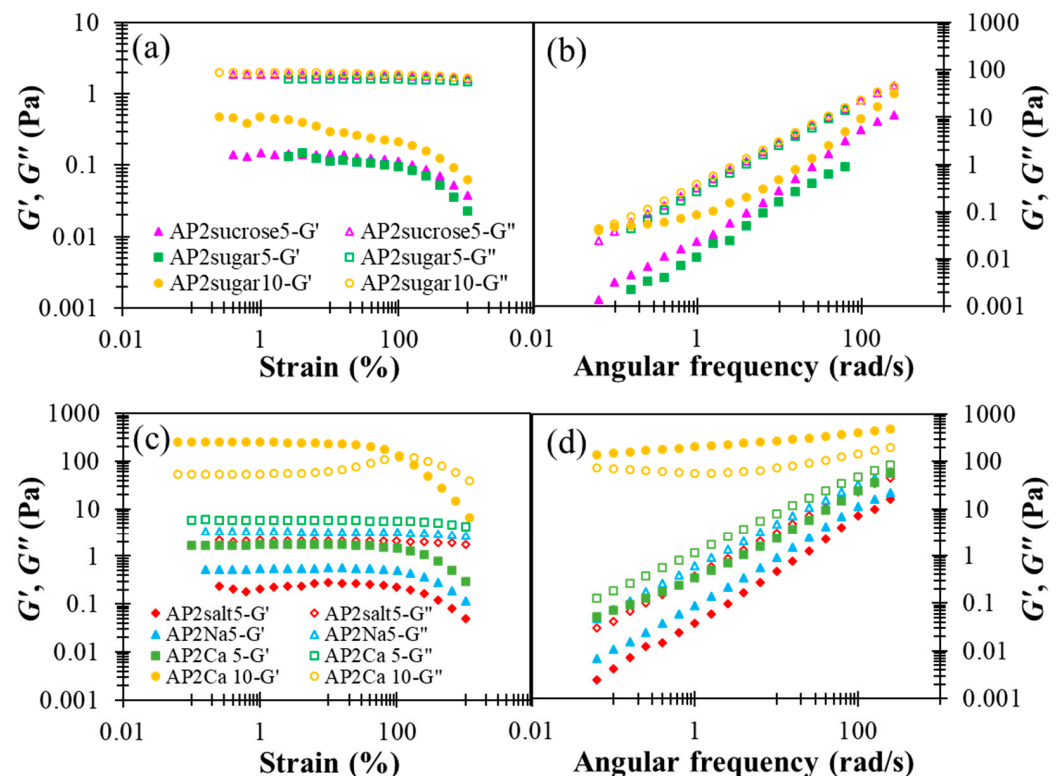 (a)
10
1
0.1
0.01
0.001
G′, G″ (Pa)
AP2sucrose5-G' AP2sucrose5-G"
AP2sugar5-G' AP2sugar5-G"
AP2sugar10-G' AP2sugar10-G"
0.01 1 100
Strain (%)
(b)
1000
100
10
1
0.1
0.01
0.001
G′, G″ (Pa)
0.01 1 100
Angular frequency (rad/s)
(c)
1000
100
10
1
0.1
0.01
0.001
G′, G″ (Pa)
AP2salt5-G' AP2salt5-G"
AP2Na5-G' AP2Na5-G"
AP2Ca 5-G' AP2Ca 5-G"
AP2Ca 10-G' AP2Ca 10-G"
0.01 1 100
Strain (%)
(d)
1000
100
10
1
0.1
0.01
0.001
G′, G″ (Pa)
0.01 1 100
Angular frequency (rad/s)